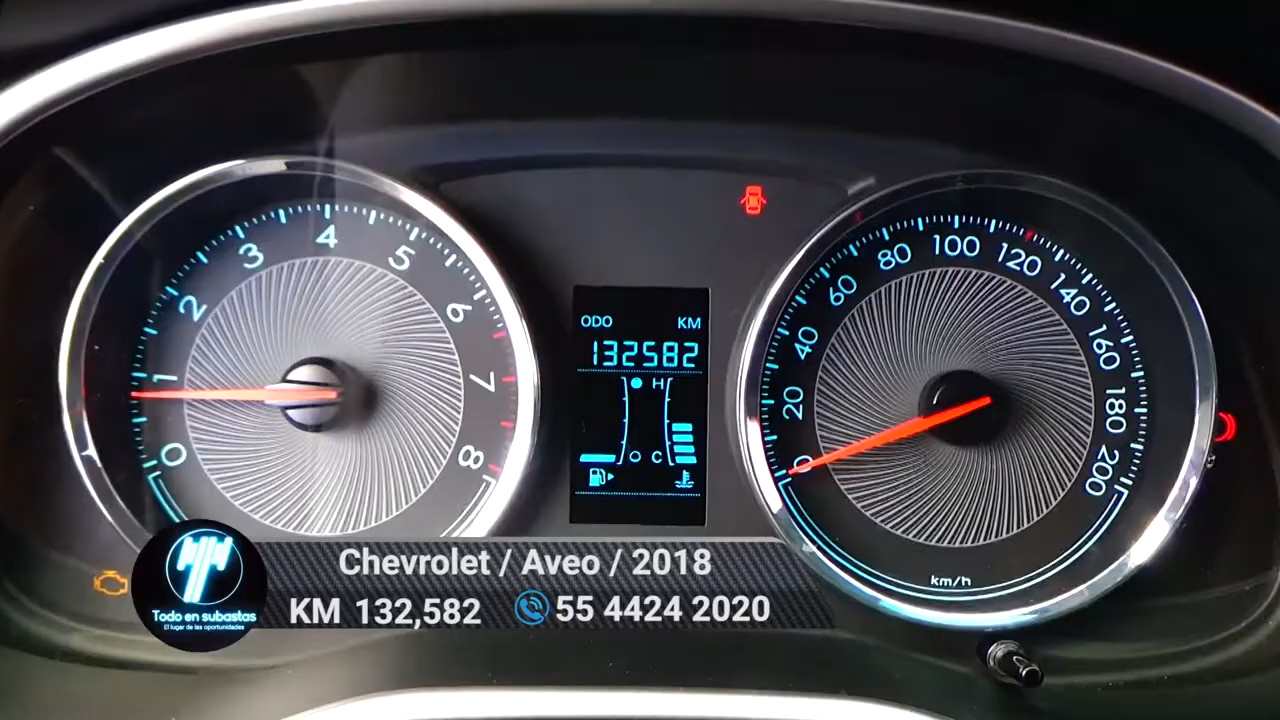 0
1
2
3
4
5
6
7
8
ODO KM
132582
H
C
0
20
40
60
80
100
120
140
160
180
200
km/h
Chevrolet / Aveo / 2018
KM 132,582 55 4424 2020
Todo en subastas
El lugar de las oportunidades